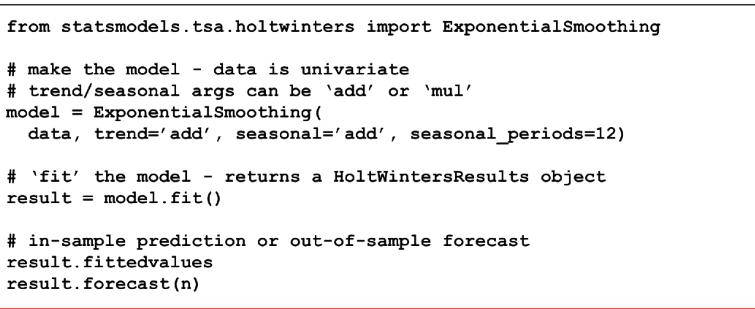 from statsmodels.tsa.holtwinters import ExponentialSmoothing
# make the model - data is univariate
# trend/seasonal args can be ‘add’ or ‘mul’
model = ExponentialSmoothing(
data, trend=’add’, seasonal=’add’, seasonal_periods=12)
# ‘fit’ the model - returns a HoltWintersResults object
result = model.fit()
# in-sample prediction or out-of-sample forecast
result.fittedvalues
result.forecast(n)